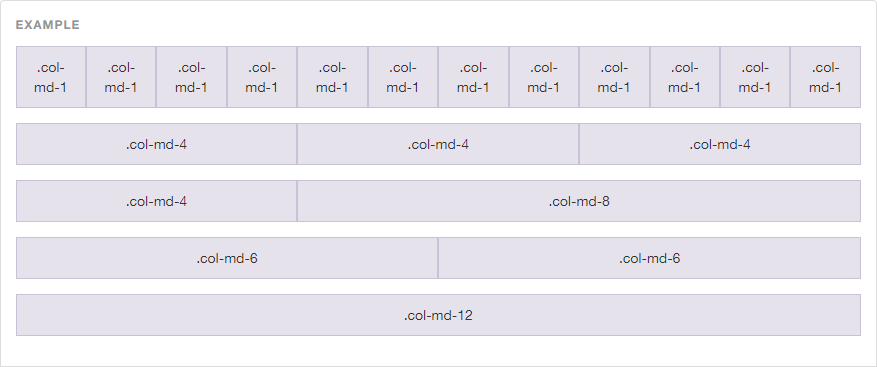 EXAMPLE
.col- .col- .col- .col- .col- .col- .col- .col- .col- .col- .col- .col-
md-1 md-1 md-1 md-1 md-1 md-1 md-1 md-1 md-1 md-1 md-1 md-1
.col-md-4 .col-md-4 .col-md-4
.col-md-4 .col-md-8
.col-md-6 .col-md-6
.col-md-12